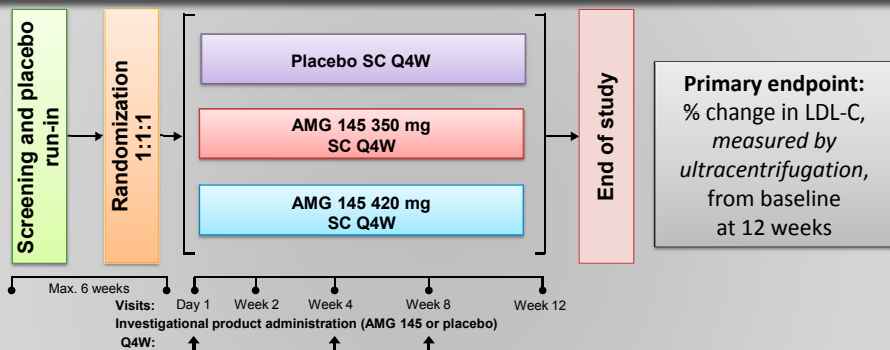 Screening and placebo
run-in
Randomization
1:1:1
Placebo SC Q4W
AMG 145 350 mg
SC Q4W
AMG 145 420 mg
SC Q4W
End of study
Primary endpoint:
% change in LDL-C,
measured by
ultracentrifugation,
from baseline
at 12 weeks
Max. 6 weeks
Visits: Day 1 Week 2 Week 4 Week 8 Week 12
Investigational product administration (AMG 145 or placebo)
Q4W: